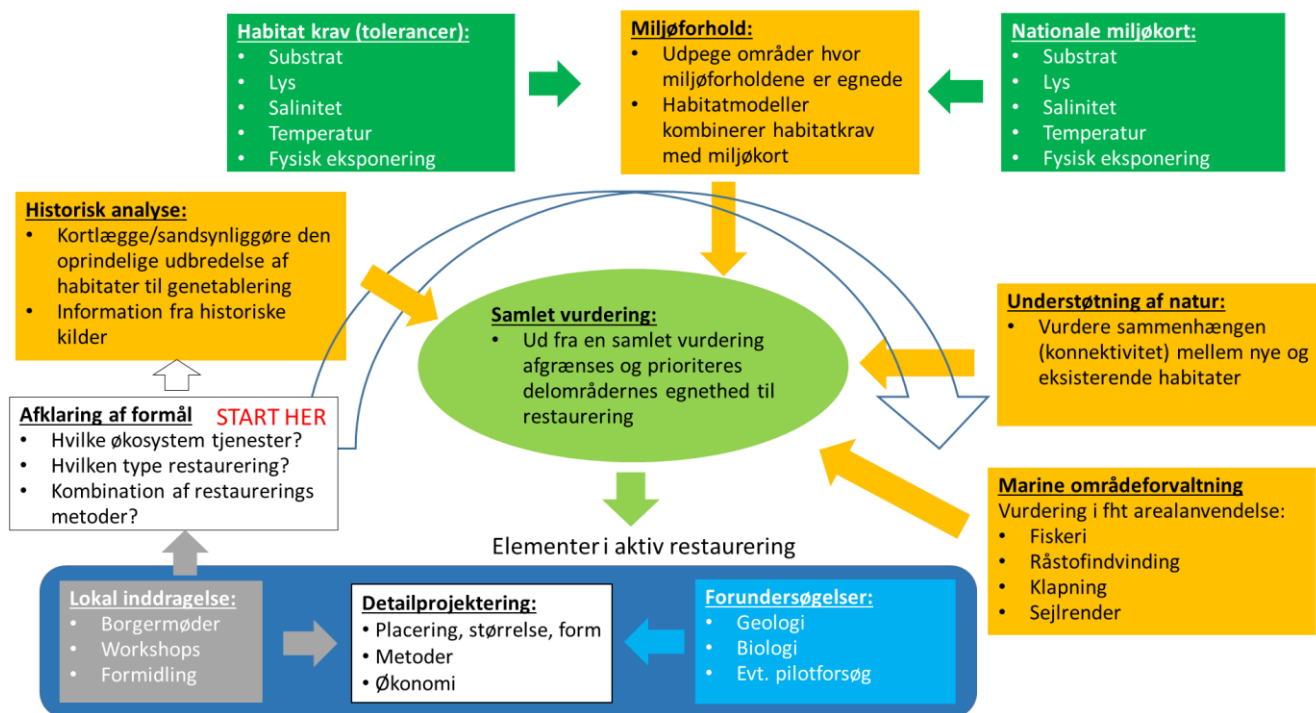 Habitat krav (tolerancer):
• Substrat
• Lys
• Salinitet
• Temperatur
• Fysisk eksponering
Miljøforhold:
• Udpege områder hvor
miljøforholdene er egnede
• Habitatmodeller
kombinerer habitatkrav
med miljøkort
Nationale miljøkort:
• Substrat
• Lys
• Salinitet
• Temperatur
• Fysisk eksponering
Historisk analyse:
• Kortlægge/sandsynliggøre den
oprindelige udbredelse af
habitater til genetablering
• Information fra historiske
kilder
Samlet vurdering:
• Ud fra en samlet vurdering
afgrænses og prioriteres
delområdernes egnethed til
restaurering
Understøtning af natur:
• Vurdere sammenhængen
(konnektivitet) mellem nye og
eksisterende habitater
Afklaring af formål START HER
• Hvilke økosystem tjenester?
• Hvilken type restaurering?
• Kombination af restaurerings
metoder?
Marine områdeforvaltning
Vurdering i fht arealanvendelse:
• Fiskeri
• Råstofindvinding
• Klapning
• Sejlrender
Elementer i aktiv restaurering
Lokal inddragelse:
• Borgermøder
• Workshops
• Formidling
Detailprojektering:
• Placering, størrelse, form
• Metoder
• Økonomi
Forundersøgelser:
• Geologi
• Biologi
• Evt. pilotforsøg